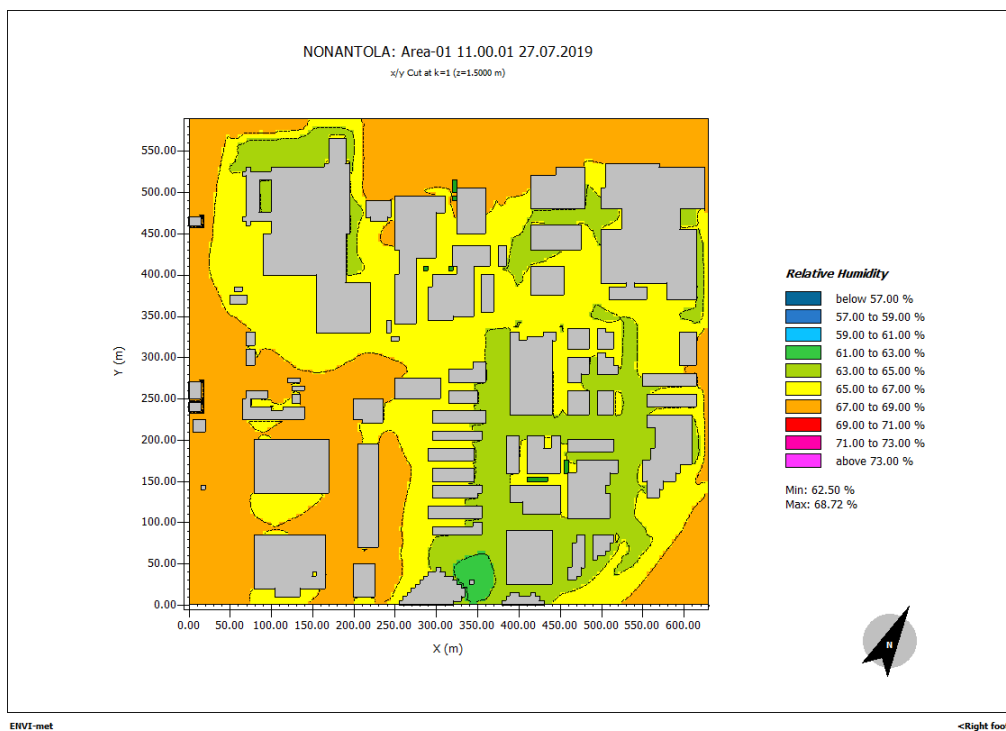 NONANTOLA: Area-01 11.00.01 27.07.2019
x/y Cut at k=1 (z=1.5000 m)
550.00
500.00
450.00
400.00
350.00
300.00
250.00
200.00
150.00
100.00
50.00
0.00
Y (m)
0.00 50.00 100.00 150.00 200.00 250.00 300.00 350.00 400.00 450.00 500.00 550.00 600.00
X (m)
Relative Humidity
below 57.00 %
57.00 to 59.00 %
59.00 to 61.00 %
61.00 to 63.00 %
63.00 to 65.00 %
65.00 to 67.00 %
67.00 to 69.00 %
69.00 to 71.00 %
71.00 to 73.00 %
above 73.00 %
Min: 62.50 %
Max: 68.72 %
N
ENVI-met
<Right foot